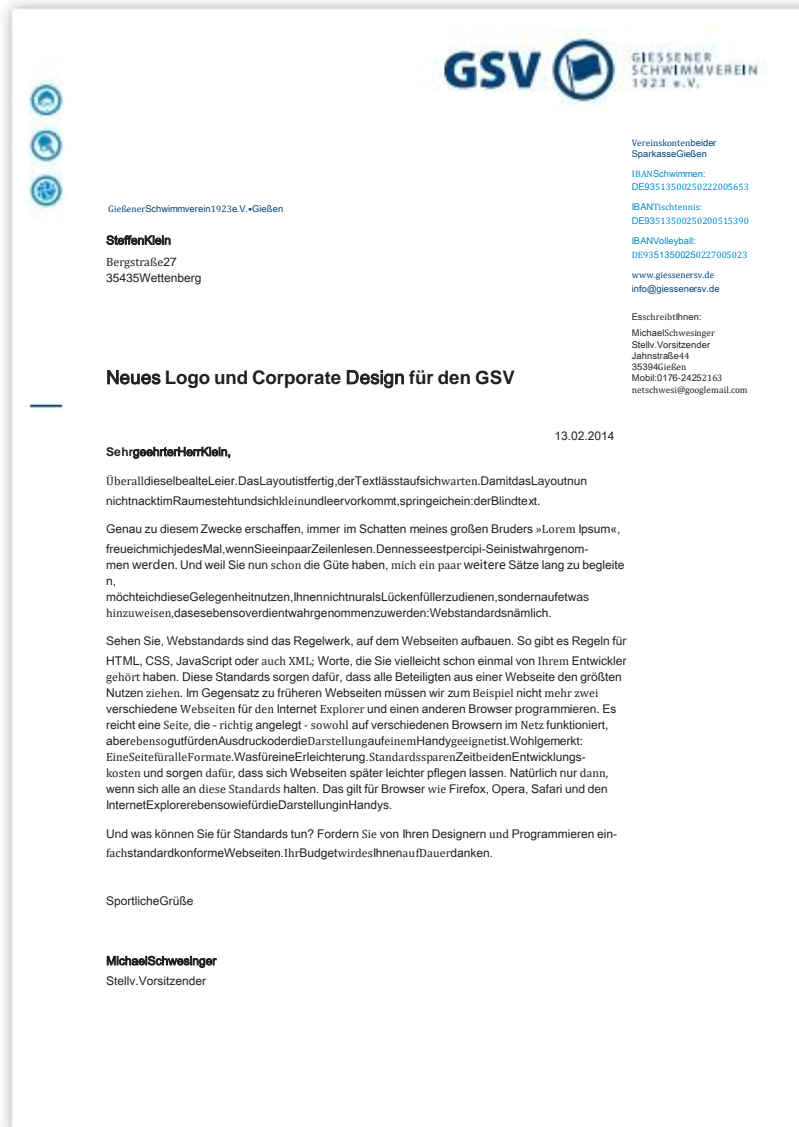 GSV
GIESSENER
SCHWIMMVEREIN
1923 e.V.
Vereinskontenbeider
SparkasseGießen
IBANSchwimmen:
DE93513500250222005653
IBANTischtennis:
DE93513500250200515390
IBANVolleyball:
DE93513500250227005023
www.giessenersv.de
info@giessenersv.de
EsschreibtIhnen:
MichaelSchwesinger
Stellv.Vorsitzender
Jahnstraße44
35394Gießen
Mobil:0176-24252163
netschwesi@googlemail.com
GießenerSchwimmverein1923e.V.•Gießen
SteffenKlein
Bergstraße27
35435Wettenberg
Neues Logo und Corporate Design für den GSV
13.02.2014
SehrgeehrterHerrKlein,
ÜberalldieselbealteLeier.DasLayoutistfertig,derTextlässtaufsichwarten.DamitdasLayoutnun
nichtnacktimRaumestehtundsichkleinundleervorkommt,springeichein:derBlindtext.
Genau zu diesem Zwecke erschaffen, immer im Schatten meines großen Bruders »Lorem Ipsum«,
freueichmichjedesMal,wennSieeinpaarZeilenlesen.Dennesseestpercipi-Seinistwahrgenom-
men werden. Und weil Sie nun schon die Güte haben, mich ein paar weitere Sätze lang zu begleite
n,
möchteichdieseGelegenheitnutzen,IhnennichtnuralsLückenfüllerzudienen,sondernaufetwas
hinzuweisen,dasesebensoverdientwahrgenommenzuwerden:Webstandardsnämlich.
Sehen Sie, Webstandards sind das Regelwerk, auf dem Webseiten aufbauen. So gibt es Regeln für
HTML, CSS, JavaScript oder auch XML; Worte, die Sie vielleicht schon einmal von Ihrem Entwickler
gehört haben. Diese Standards sorgen dafür, dass alle Beteiligten aus einer Webseite den größten
Nutzen ziehen. Im Gegensatz zu früheren Webseiten müssen wir zum Beispiel nicht mehr zwei
verschiedene Webseiten für den Internet Explorer und einen anderen Browser programmieren. Es
reicht eine Seite, die - richtig angelegt - sowohl auf verschiedenen Browsern im Netz funktioniert,
aberebensogutfürdenAusdruckoderdieDarstellungaufeinemHandygeeignetist.Wohlgemerkt:
EineSeitefüralleFormate.WasfüreineErleichterung.StandardssparenZeitbeidenEntwicklungs-
kosten und sorgen dafür, dass sich Webseiten später leichter pflegen lassen. Natürlich nur dann,
wenn sich alle an diese Standards halten. Das gilt für Browser wie Firefox, Opera, Safari und den
InternetExplorerebensowiefürdieDarstellunginHandys.
Und was können Sie für Standards tun? Fordern Sie von Ihren Designern und Programmieren ein-
fachstandardkonformeWebseiten.IhrBudgetwirdesIhnenaufDauerdanken.
SportlicheGrüße
MichaelSchwesinger
Stellv.Vorsitzender